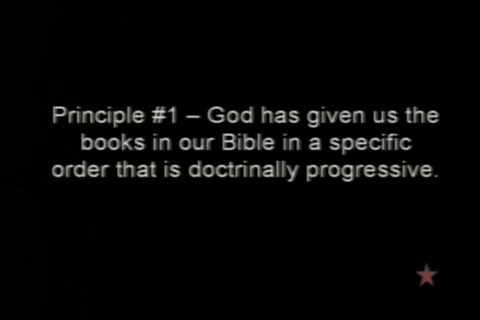 Principle #1 – God has given us the
books in our Bible in a specific
order that is doctrinally progressive.